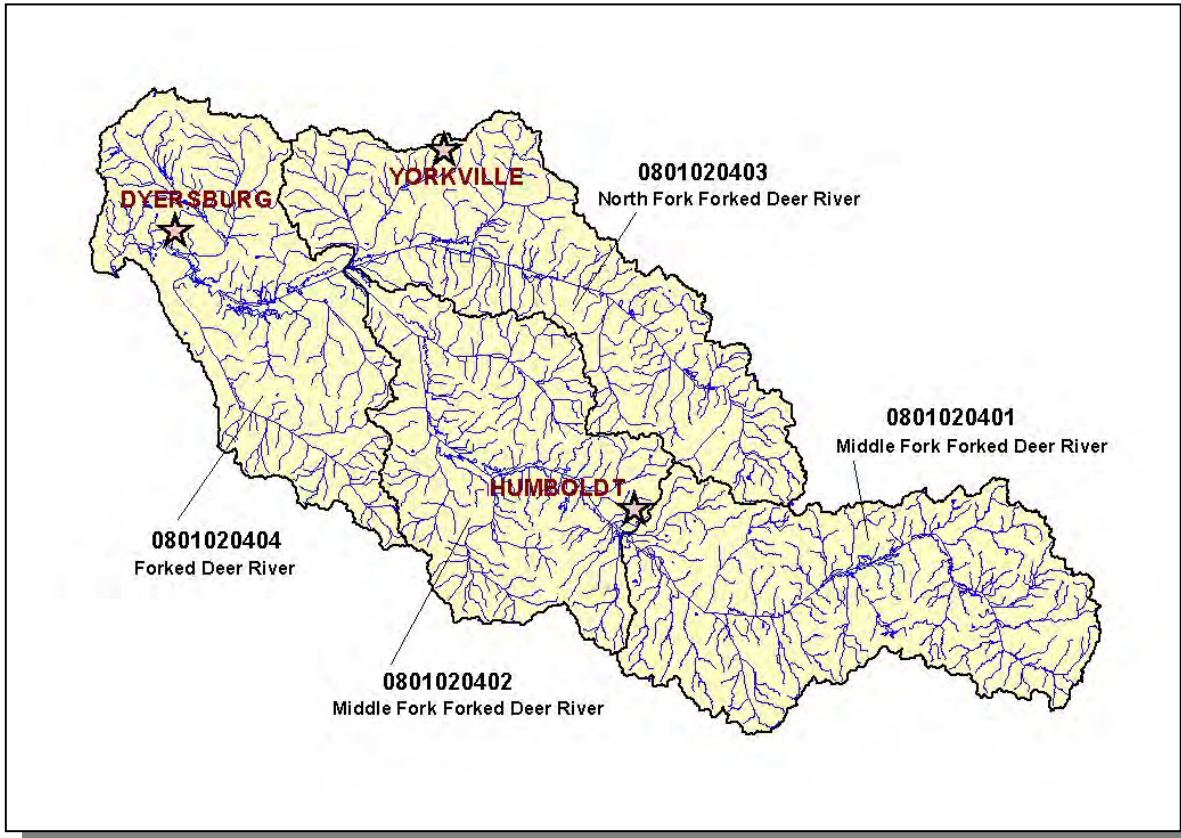 YORKVILLE
DYERSBURG
0801020403
North Fork Forked Deer River
0801020401
Middle Fork Forked Deer River
HUMBOLDT
0801020404
Forked Deer River
0801020402
Middle Fork Forked Deer River